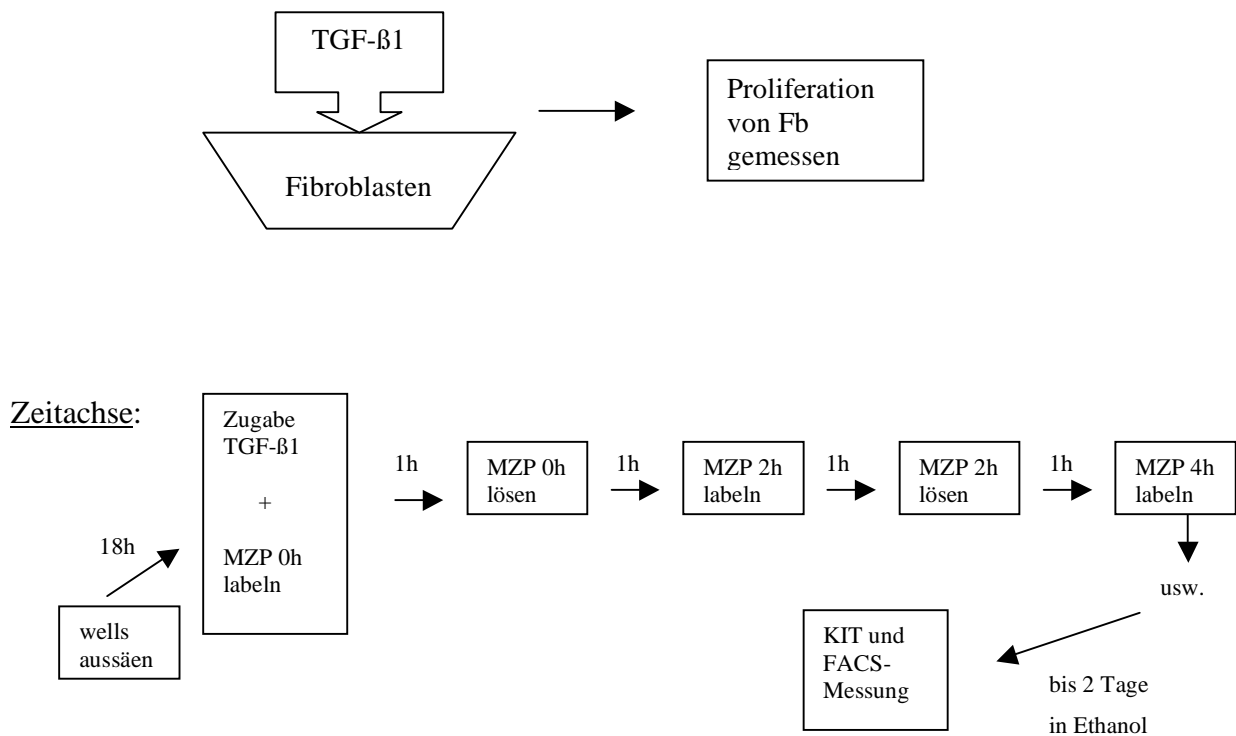 TGF-ß1
Fibroblasten
Proliferation
von Fb
gemessen
Zeitachse:
18h
wells
aussäen
Zugabe
TGF-ß1
+
MZP 0h
labeln
1h
MZP 0h
lösen
1h
MZP 2h
labeln
1h
MZP 2h
lösen
1h
MZP 4h
labeln
usw.
bis 2 Tage
in Ethanol
KIT und
FACS-
Messung